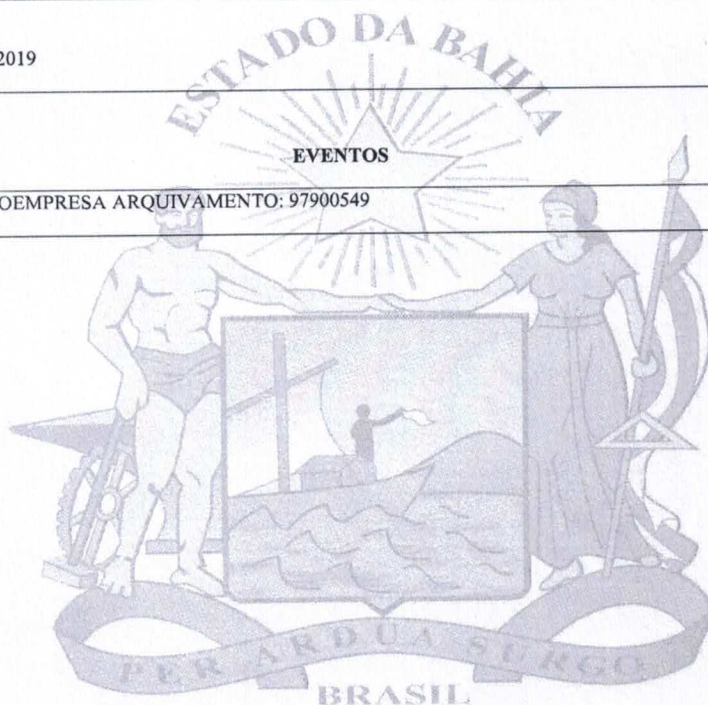 2019
ESTADO DA BAHIA
EVENTOS
OEMPRESA ARQUIVAMENTO: 97900549
PER ARDUA SURGO
BRASIL